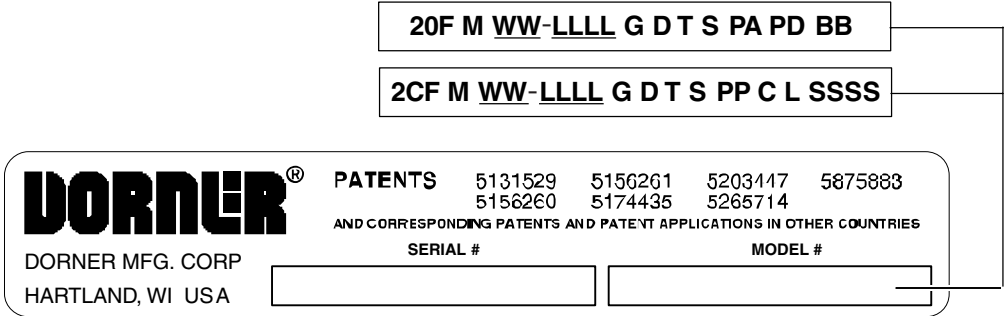 20F M WW-LLLL G D T S PA PD BB
2CF M WW-LLLL G D T S PP C L SSSS
DORNER®
PATENTS 5131529 5156261 5203447 5875883
5156260 5174435 5265714
AND CORRESPONDING PATENTS AND PATENT APPLICATIONS IN OTHER COUNTRIES
SERIAL # MODEL #
DORNER MFG. CORP
HARTLAND, WI USA